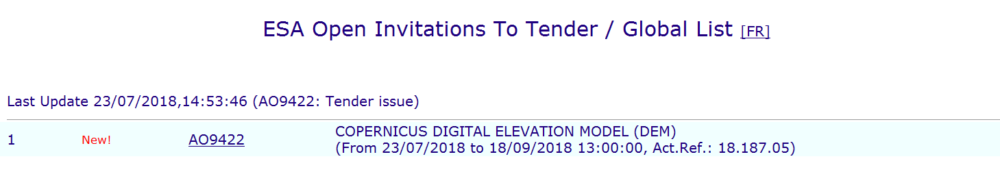 ESA Open Invitations To Tender / Global List [FR]
Last Update 23/07/2018,14:53:46 (AO9422: Tender issue)
1 New! AO9422 COPERNICUS DIGITAL ELEVATION MODEL (DEM)
(From 23/07/2018 to 18/09/2018 13:00:00, Act.Ref.: 18.187.05)